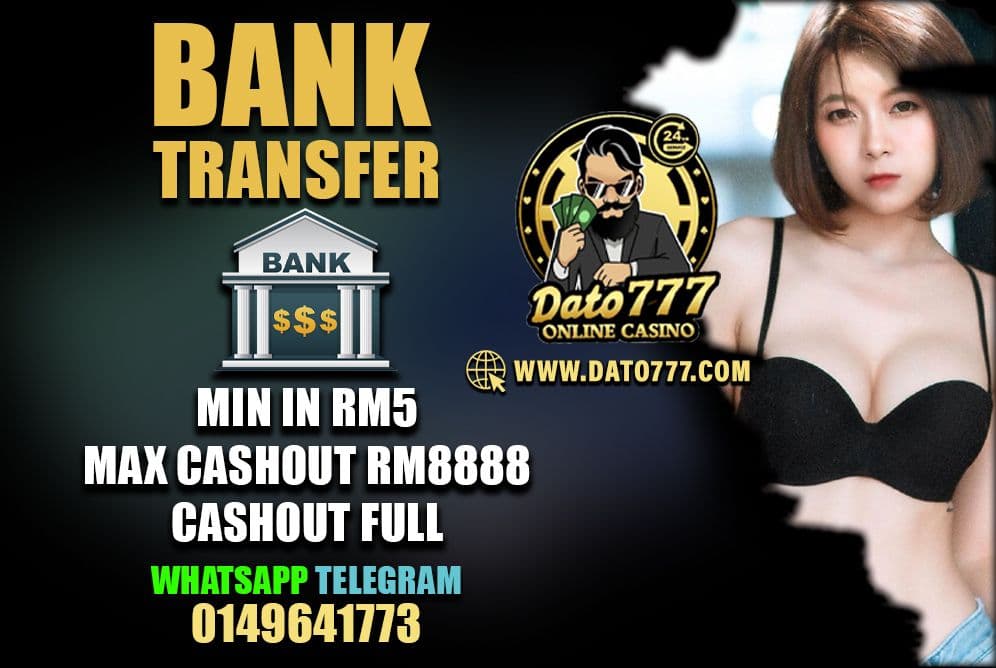 BANK
TRANSFER
BANK
$$$
MIN IN RM5
MAX CASHOUT RM8888
CASHOUT FULL
WHATSAPP TELEGRAM
0149641773
24
Dato777
ONLINE CASINO
WWW.DATO777.COM